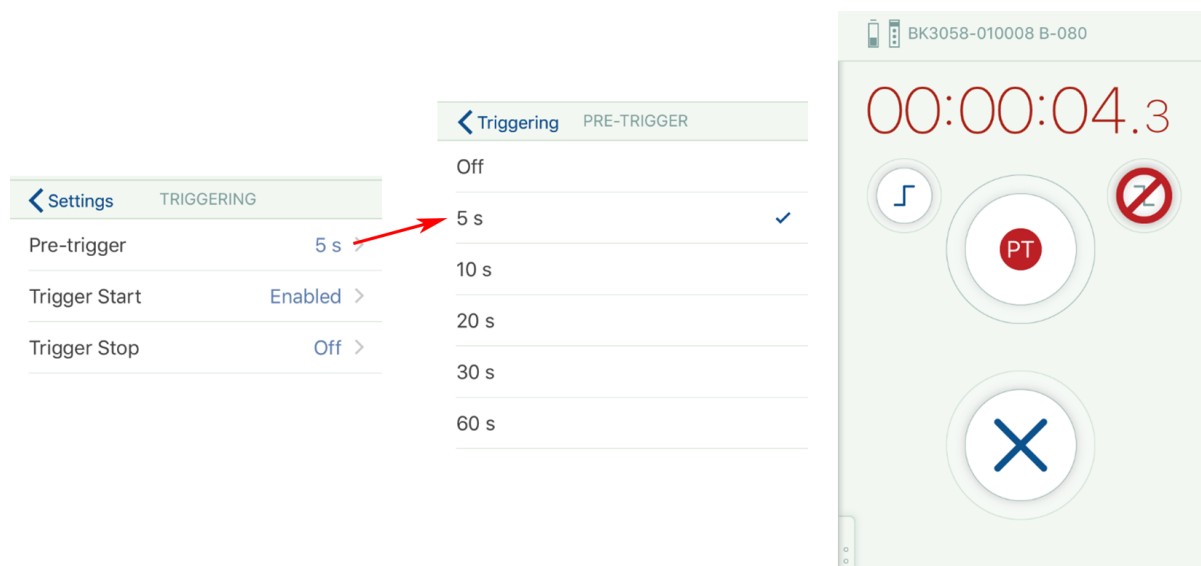 Settings TRIGGERING
Pre-trigger 5 s
Trigger Start Enabled
Trigger Stop Off
Triggering PRE-TRIGGER
Off
5 s
10 s
20 s
30 s
60 s
BK3058-010008 B-080
00:00:04.3
PT